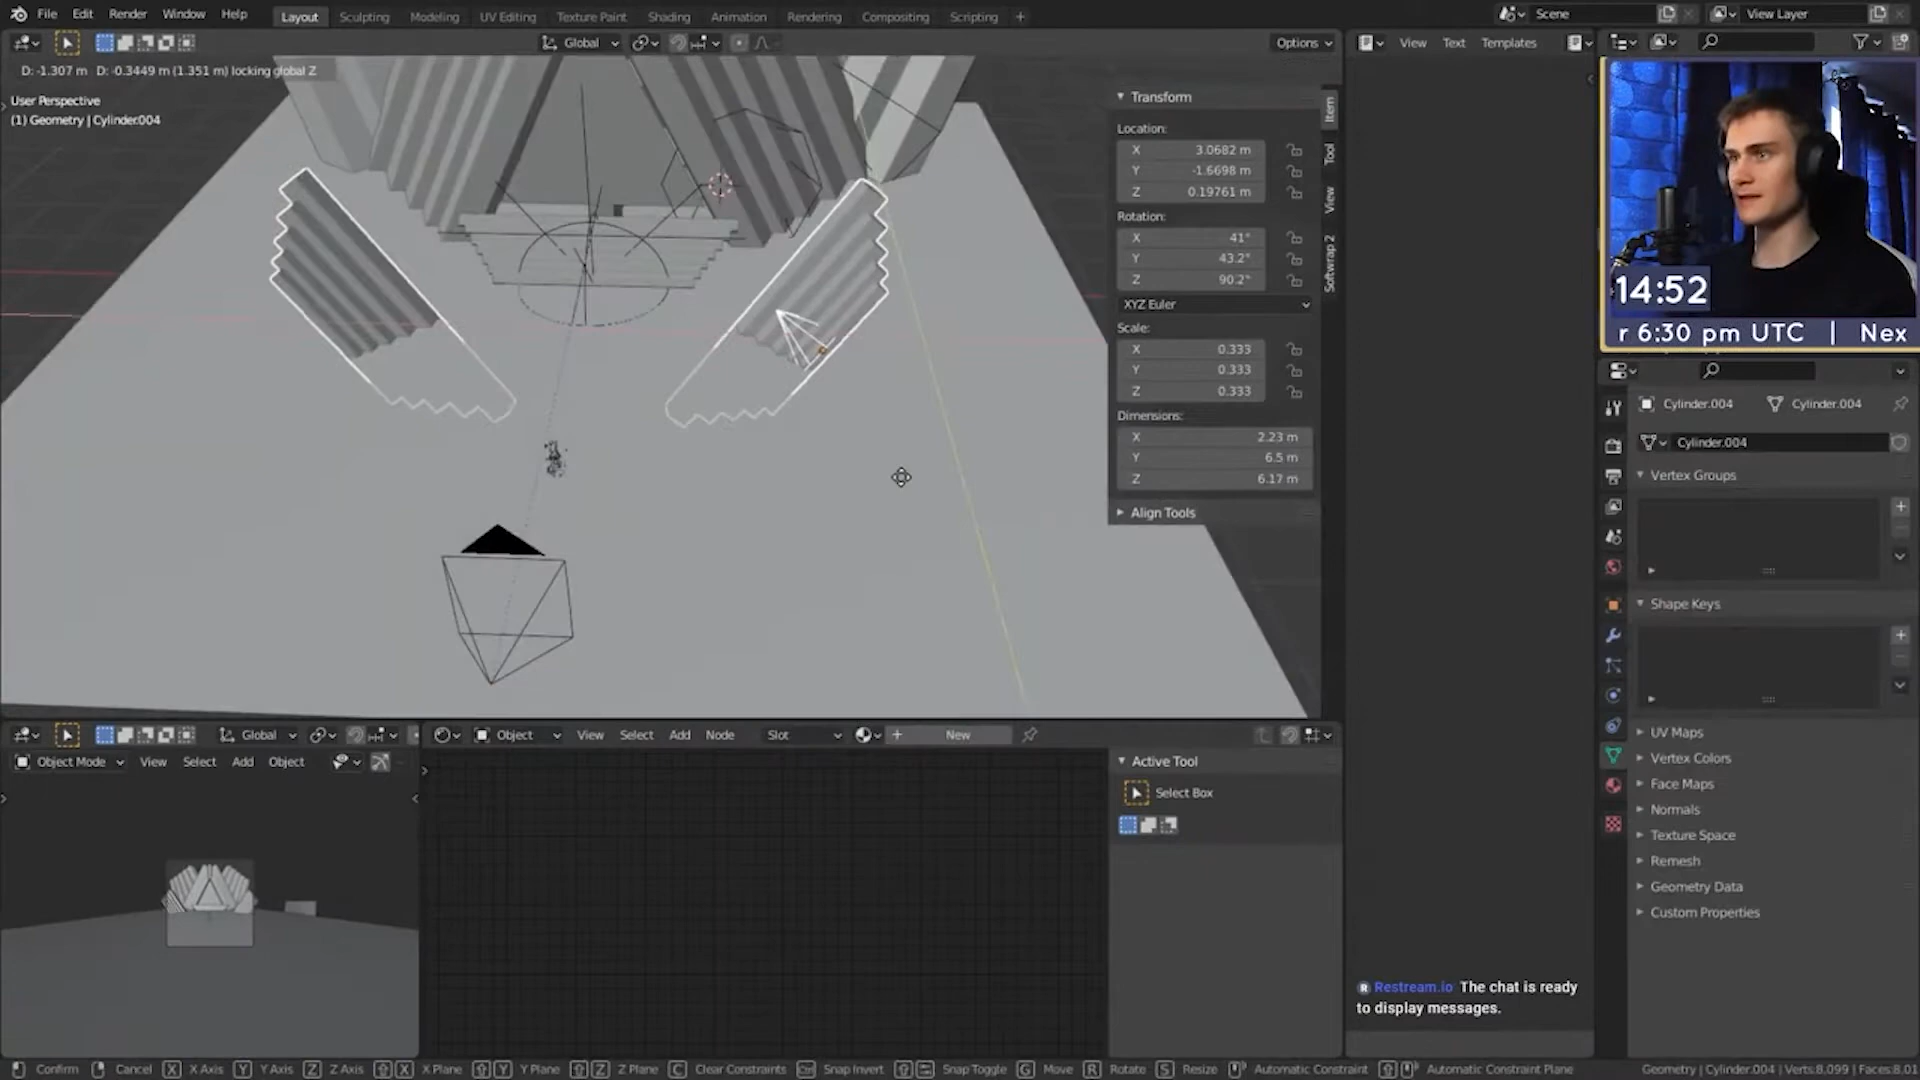 File Edit Render Window Help Layout Sculpting Modeling UV Editing Texture Paint Shading Animation Rendering Compositing Scripting + Scene View Layer
Global Options View Text Templates
D: -1.307 m D: -0.3449 m (1.351 m) locking global Z
User Perspective
(1) Geometry | Cylinder.004
Transform
Location:
X 3.0682 m
Y -1.6698 m
Z 0.19761 m
Rotation:
X 41°
Y 43.2°
Z 90.2°
XYZ Euler
Scale:
X 0.333
Y 0.333
Z 0.333
Dimensions:
X 2.23 m
Y 6.5 m
Z 6.17 m
Align Tools
Item
Tool
View
Softwrap 2
14:52
r 6:30 pm UTC | Nex
Cylinder.004 Cylinder.004
Cylinder.004
Vertex Groups
Shape Keys
UV Maps
Vertex Colors
Face Maps
Normals
Texture Space
Remesh
Geometry Data
Custom Properties
Global Object View Select Add Node Slot New
Object Mode View Select Add Object
Active Tool
Select Box
Restream.io The chat is ready
to display messages.
Confirm Cancel X X Axis Y Y Axis Z Z Axis X X Plane Y Y Plane Z Z Plane C Clear Constraints Ctrl Snap Invert Snap Toggle G Move R Rotate S Resize Automatic Constraint Automatic Constraint Plane Geometry | Cylinder.004 | Verts:8,099 | Faces:8,01